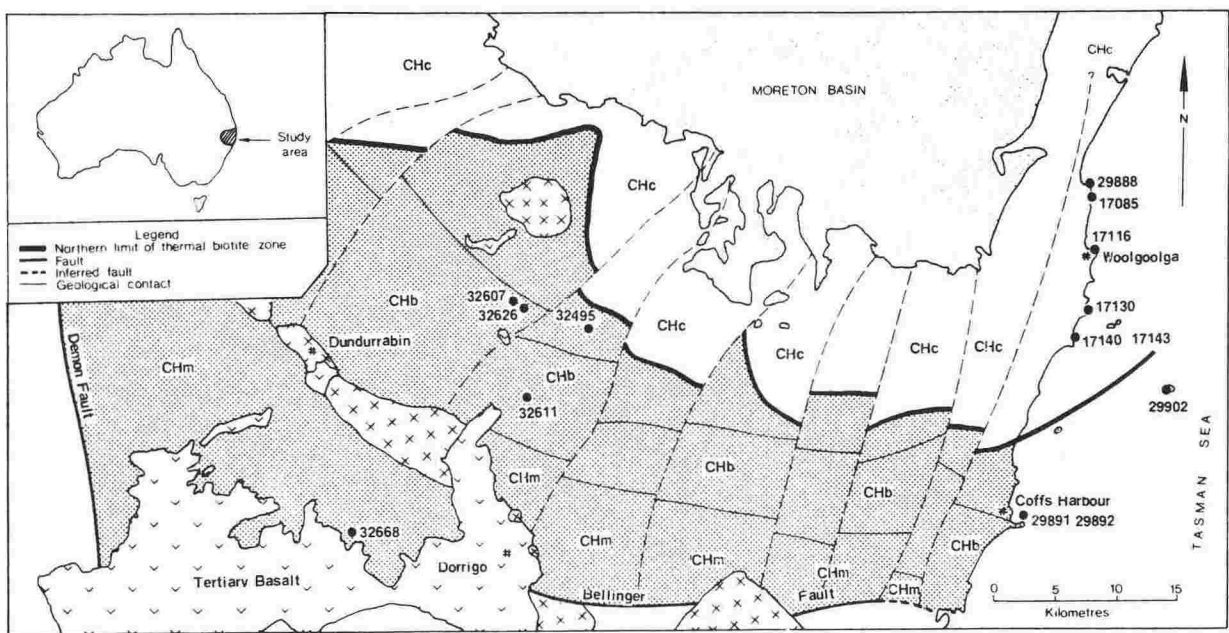 Study
area
Legend
Northern limit of thermal biotite zone
Fault
Inferred fault
Geological contact
CHc
MORETON BASIN
CHc
N
CHc
29888
17085
17116
Woolgoolga
CHb
32607
32626
32495
17130
17140 17143
Dundurrabin
CHm
Demon Fault
CHc
CHc
CHc
CHc
CHb
32611
29902
TASMAN SEA
CHm
CHb
CHb
Coffs Harbour
29891 29892
32668
CHm
CHm
CHb
Tertiary Basalt
Dorrigo
CHm
CHm
Bellinger Fault
0 5 10 15
Kilometres